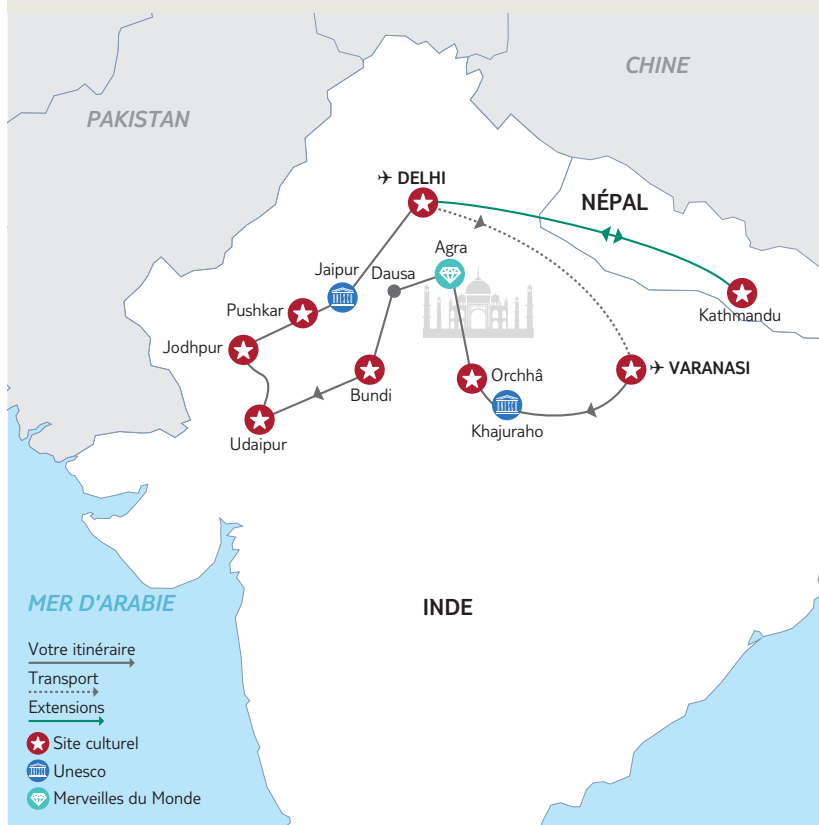 CHINE
PAKISTAN
✈ DELHI
NÉPAL
Agra
Jaipur
Dausa
Pushkar
Kathmandu
Jodhpur
Orchhâ
✈ VARANASI
Bundi
Khajuraho
Udaipur
MER D'ARABIE
INDE
Votre itinéraire
Transport
Extensions
Site culturel
Unesco
Merveilles du Monde